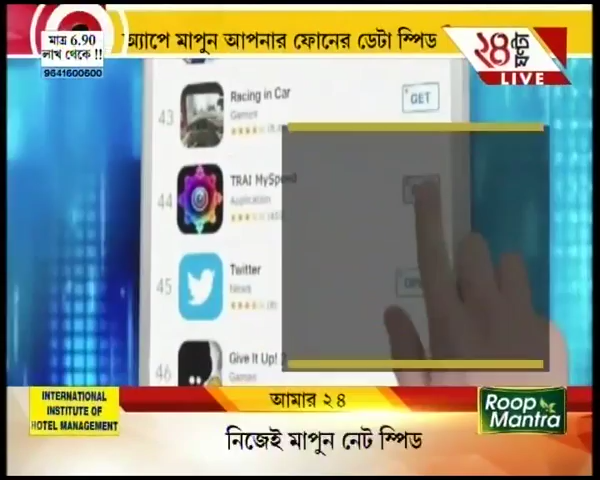 অ্যাপে মাপুন আপনার ফোনের ডেটা স্পিড
মাত্র 6.90
লাখ থেকে !!
9641600600
২৪ ঘণ্টা
LIVE
43
Racing in Car
Games
GET
44
TRAI MySpeed
Application
45
Twitter
News
46
Give It Up! 2
Games
INTERNATIONAL
INSTITUTE OF
HOTEL MANAGEMENT
আমার ২৪
নিজেই মাপুন নেট স্পিড
Roop
Mantra